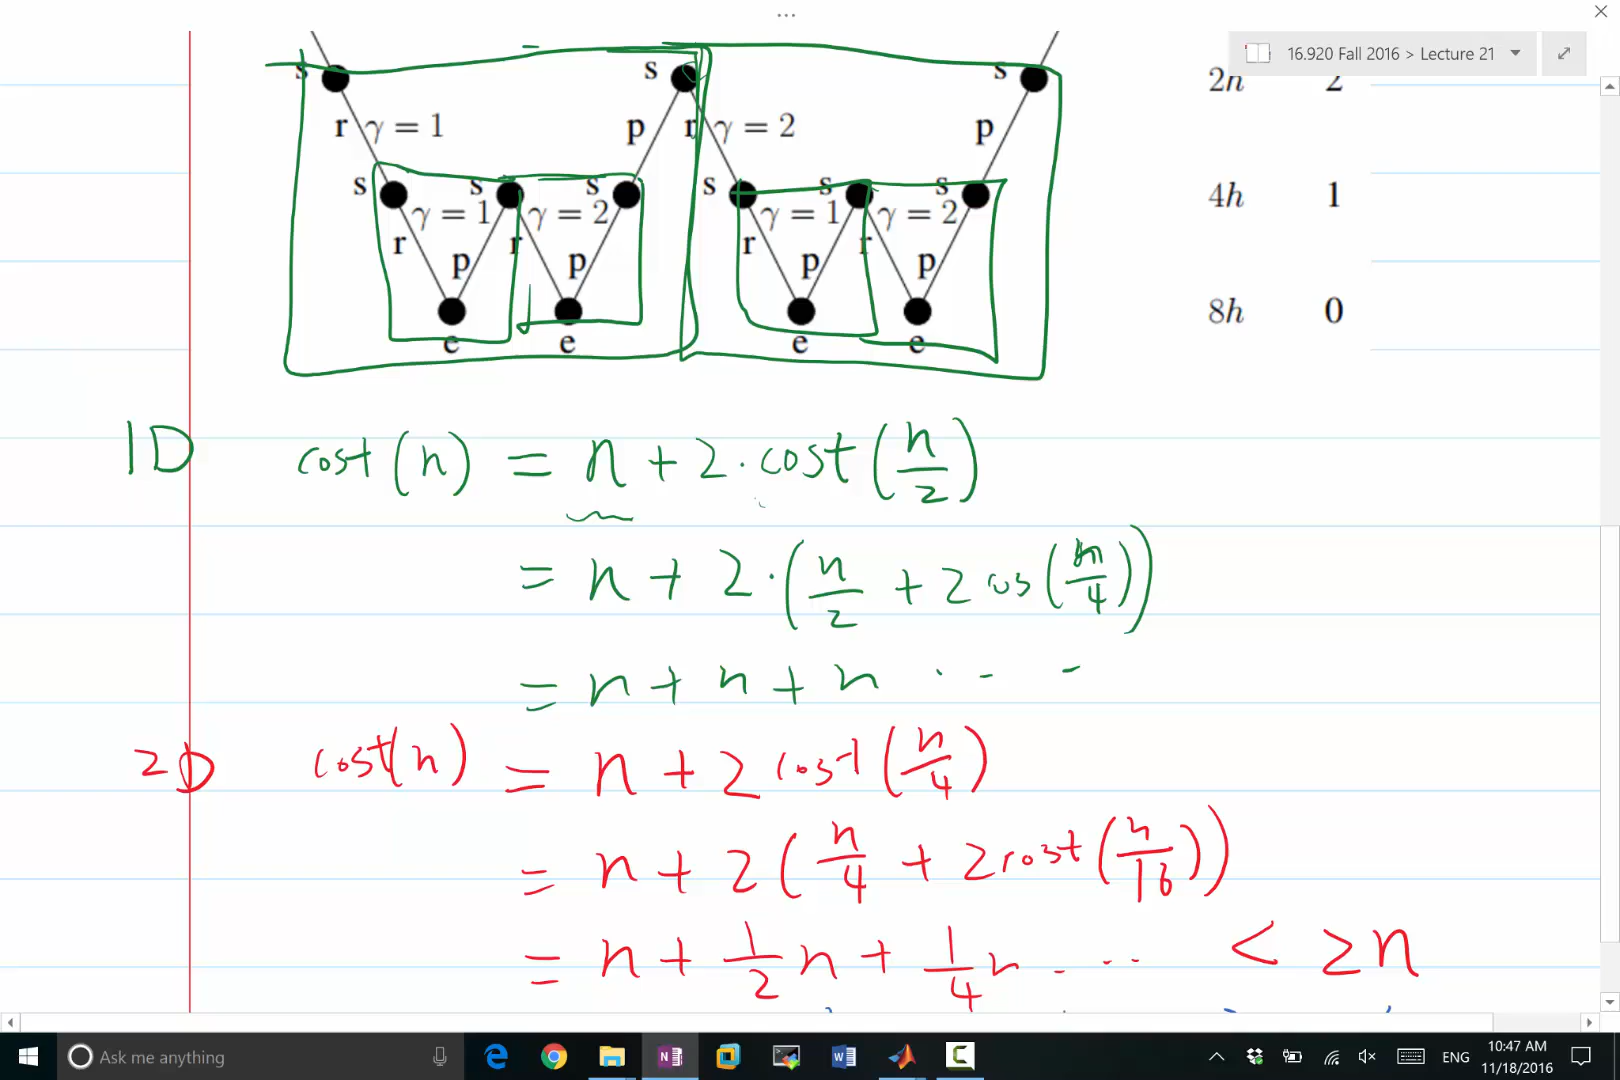 16.920 Fall 2016 > Lecture 21
s s s 2h 2
r γ = 1 p r γ = 2 p
s s s s s s 4h 1
γ = 1 γ = 2 γ = 1 γ = 2
r p r p r p r p
8h 0
e e e e
1D cost(n) = n + 2 · cost(n/2)
= n + 2 · (n/2 + 2 cos(n/4))
= n + n + n . . .
2D cost(n) = n + 2 cost(n/4)
= n + 2 (n/4 + 2 cost(n/16))
= n + 1/2 n + 1/4 n . . . < 2n
Ask me anything
ENG
10:47 AM
11/18/2016